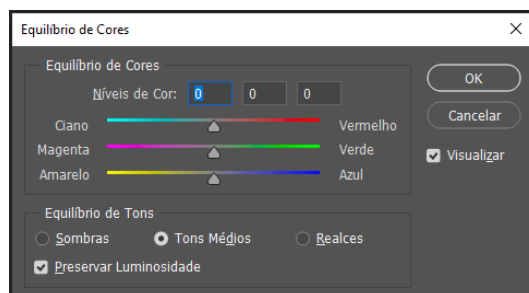 Equilíbrio de Cores
Equilíbrio de Cores
Níveis de Cor: 0 0 0
Ciano Vermelho
Magenta Verde
Amarelo Azul
Equilíbrio de Tons
Sombras Tons Médios Realces
Preservar Luminosidade
OK
Cancelar
Visualizar